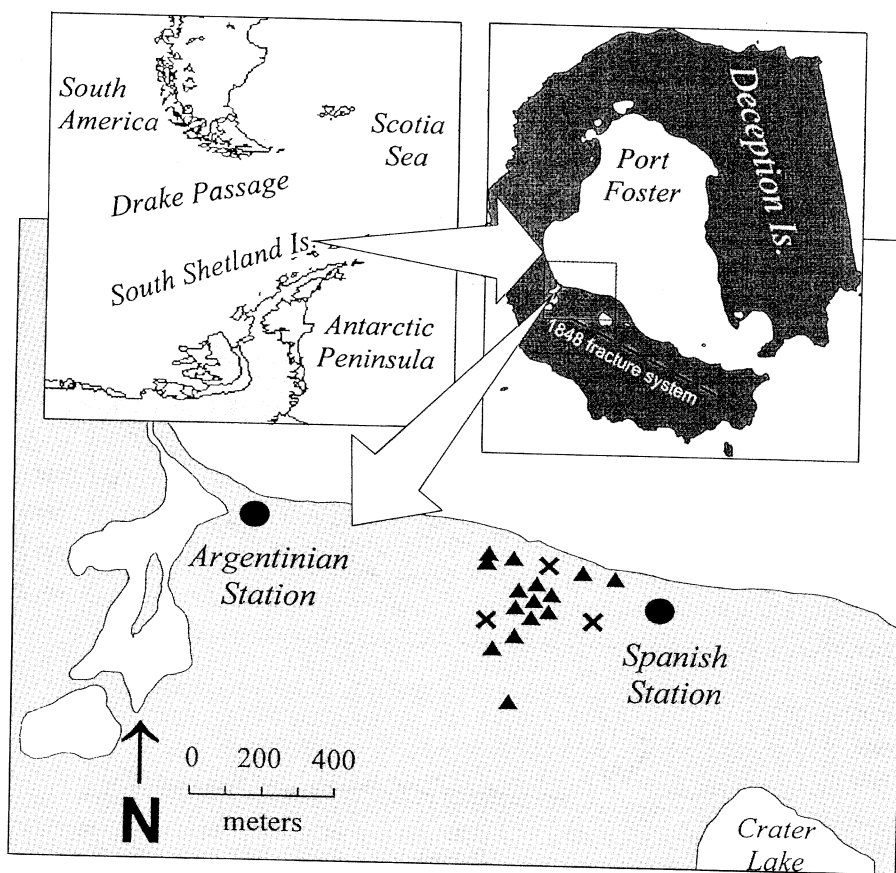 South
America
Scotia
Sea
Drake Passage
South Shetland Is.
Antarctic
Peninsula
Deception Is.
Port
Foster
1848 fracture system
Argentinian
Station
Spanish
Station
0 200 400
meters
N
Crater
Lake